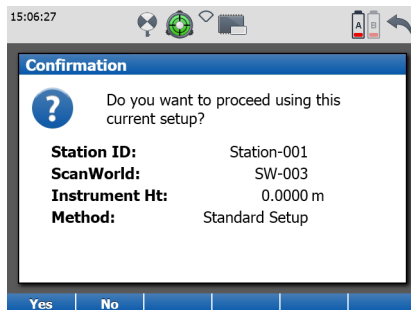 15:06:27
A B
Confirmation
?
Do you want to proceed using this
current setup?
Station ID: Station-001
ScanWorld: SW-003
Instrument Ht: 0.0000 m
Method: Standard Setup
Yes No